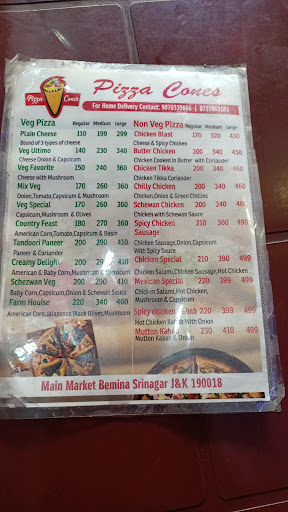 Pizza Cones
Pizza Cones
For Home Delivery Contact: 9070339666 | 8715943301
Veg Pizza Regular Medium large
Plain Cheese 110 199 299
Blend of 3 types of cheese
Veg Ultimo 140 230 340
Cheese Onion & Capsicum
Veg Favorite 150 240 360
Cheese with Mushroom
Mix Veg 170 260 360
Onion,Tomato,Capsicum & Mushroom
Veg Special 170 260 360
Capsicum,Mushroom & Olives
Country Feast 180 270 360
American Corn,Tomato,Capsicum & Basin
Tandoori Paneer 200 290 410
Paneer & Coriander
Creamy Delight 200 290 410
American & Baby Corn,Mushroom & Capsicum
Schezwan Veg 200 290 410
Baby Corn,Capsicum,Onion & Schewan Sauce
Farm Houise 220 340 460
American Corn,Jalapenos Black Olives,Mushtoom
Non Veg Pizza Regular Medium large
Chicken Blast 170 320 430
Cheese & Spicy Chicken
Butter Chicken 200 340 460
Chicken Cooked in Butter with Coriander
Chicken Tikka 200 340 460
Chicken Tikka Coriander
Chilly Chicken 200 340 460
Chicken,Onion & Green Chillies
Schewan Chicken 200 340 460
Chicken with Schewan Sauce
Spicy Chicken 210 360 490
Sausage
Chicken Sausage,Onion,Capsicum
With Spicy Sauce
Chicken Special 210 390 499
Chicken Salami,Chicken Sausage,Hot Chicken
Mexicin Special 220 399 499
Chicken Salami,Hot Chicken,
Mushroom & Capsicum
Spicy chicken Kabab 220 399 499
Hot Chicken Kabab With Onion
Mutton Kabab 230 410 499
Mutton Kabab & Onion.
Main Market Bemina Srinagar J&K 190018